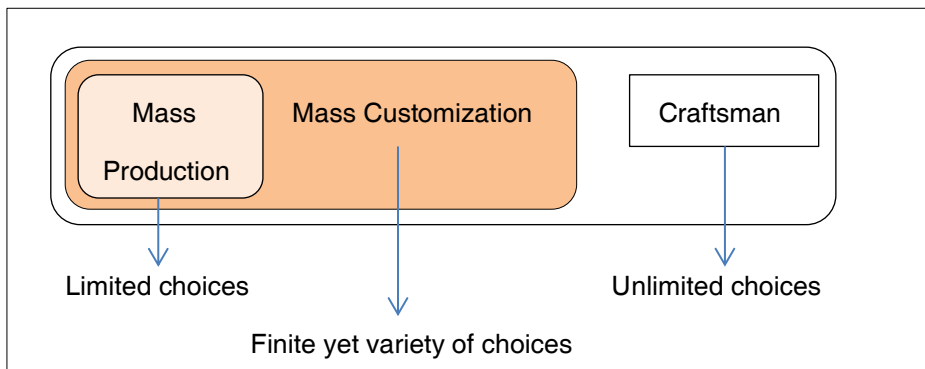 Mass
Production
Mass Customization
Craftsman
Limited choices
Unlimited choices
Finite yet variety of choices